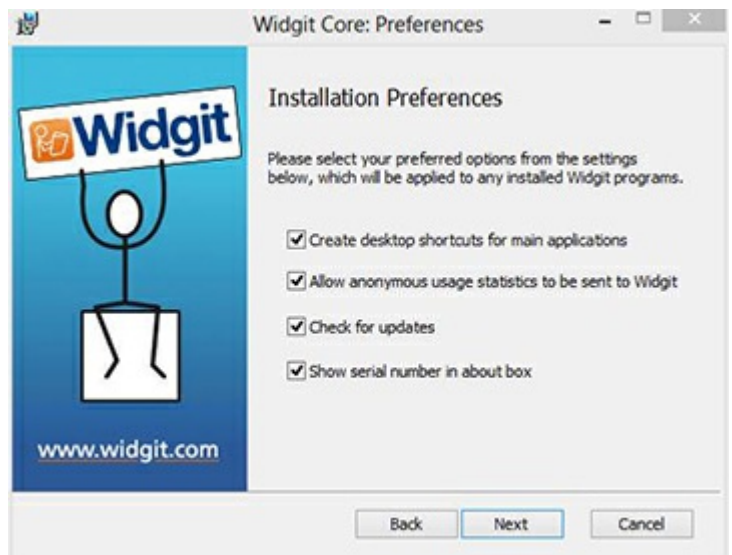 Widgit Core: Preferences
Widgit
Installation Preferences
Please select your preferred options from the settings
below, which will be applied to any installed Widgit programs.
Create desktop shortcuts for main applications
Allow anonymous usage statistics to be sent to Widgit
Check for updates
Show serial number in about box
www.widgit.com
Back
Next
Cancel